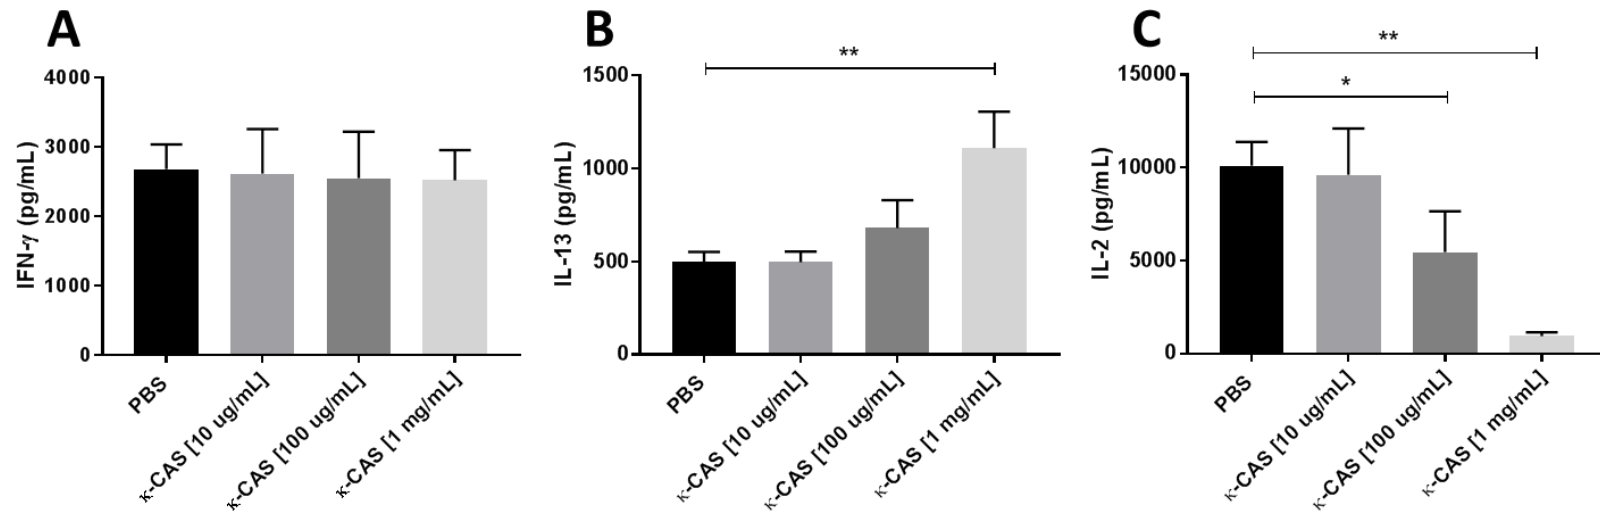 A
IFN-γ (pg/mL)
4000
3000
2000
1000
0
PBS
κ-CAS [10 ug/mL]
κ-CAS [100 ug/mL]
κ-CAS [1 mg/mL]
B
**
IL-13 (pg/mL)
1500
1000
500
0
PBS
κ-CAS [10 ug/mL]
κ-CAS [100 ug/mL]
κ-CAS [1 mg/mL]
C
**
*
IL-2 (pg/mL)
15000
10000
5000
0
PBS
κ-CAS [10 ug/mL]
κ-CAS [100 ug/mL]
κ-CAS [1 mg/mL]